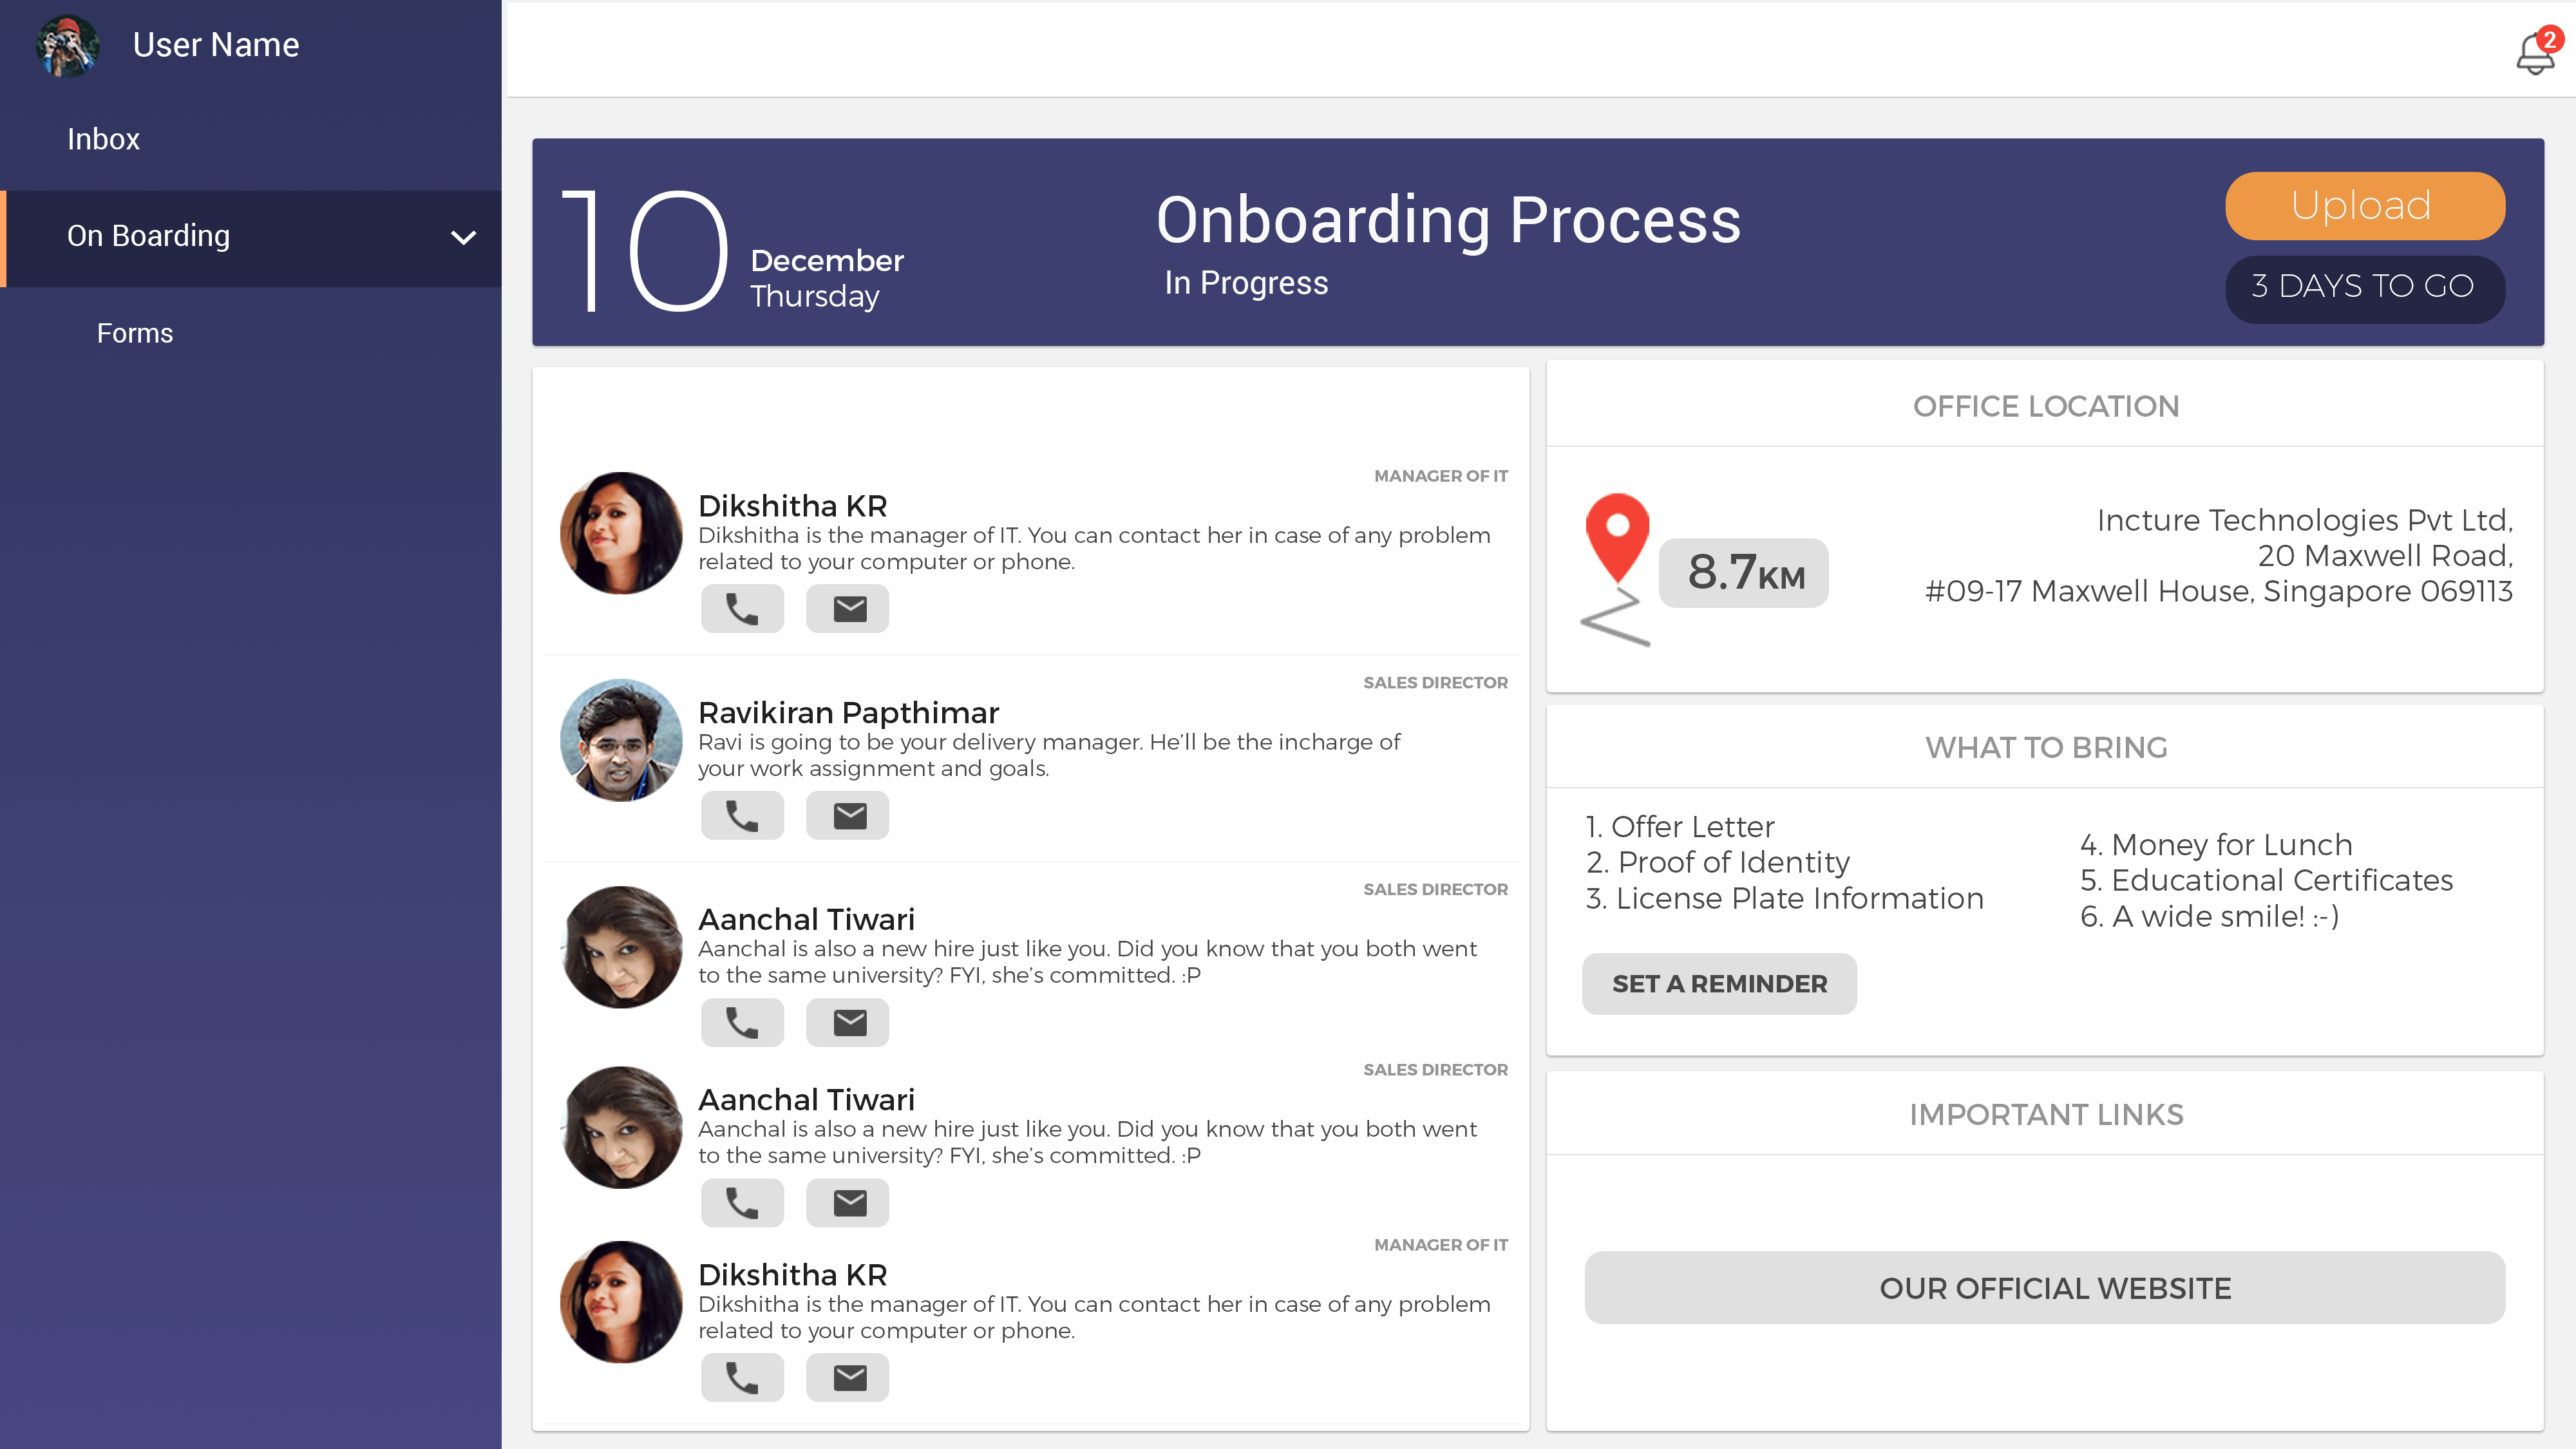 User Name
Inbox
On Boarding
Forms
2
10
December
Thursday
Onboarding Process
In Progress
Upload
3 DAYS TO GO
MANAGER OF IT
Dikshitha KR
Dikshitha is the manager of IT. You can contact her in case of any problem
related to your computer or phone.
SALES DIRECTOR
Ravikiran Papthimar
Ravi is going to be your delivery manager. He’ll be the incharge of
your work assignment and goals.
SALES DIRECTOR
Aanchal Tiwari
Aanchal is also a new hire just like you. Did you know that you both went
to the same university? FYI, she’s committed. :P
SALES DIRECTOR
Aanchal Tiwari
Aanchal is also a new hire just like you. Did you know that you both went
to the same university? FYI, she’s committed. :P
MANAGER OF IT
Dikshitha KR
Dikshitha is the manager of IT. You can contact her in case of any problem
related to your computer or phone.
OFFICE LOCATION
8.7KM
Incture Technologies Pvt Ltd,
20 Maxwell Road,
#09-17 Maxwell House, Singapore 069113
WHAT TO BRING
1. Offer Letter
2. Proof of Identity
3. License Plate Information
4. Money for Lunch
5. Educational Certificates
6. A wide smile! :-)
SET A REMINDER
IMPORTANT LINKS
OUR OFFICIAL WEBSITE